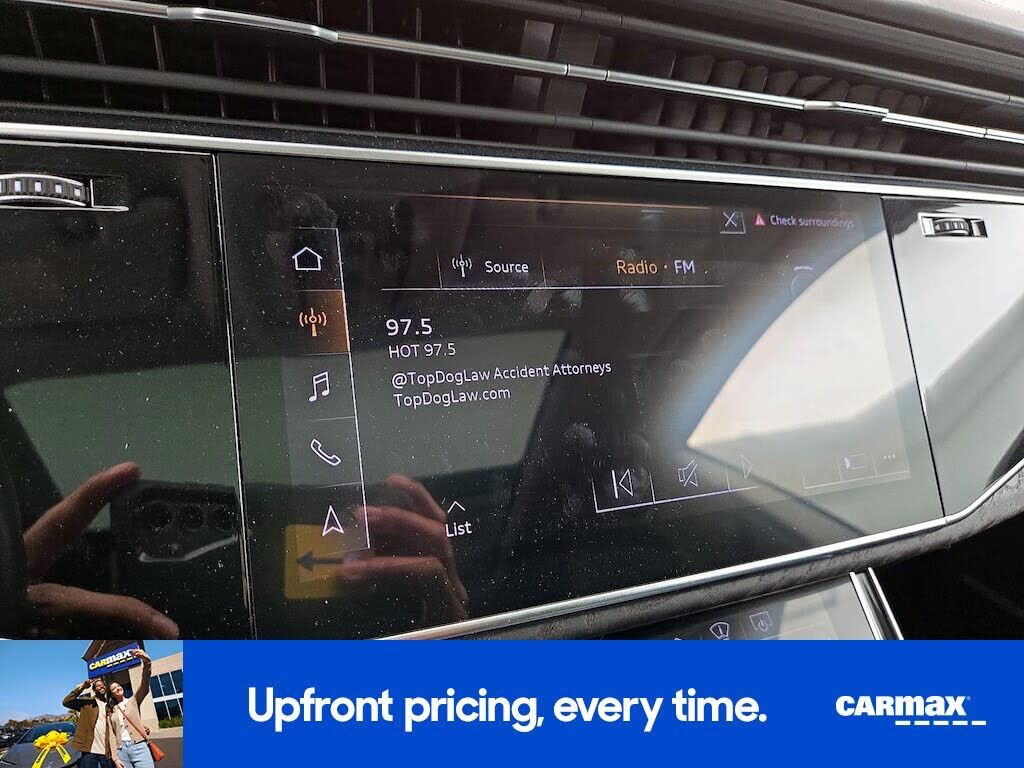 Check surroundings
Source
Radio · FM
97.5
HOT 97.5
@TopDogLaw Accident Attorneys
TopDogLaw.com
List
CARMAX
Upfront pricing, every time.
CARMAX